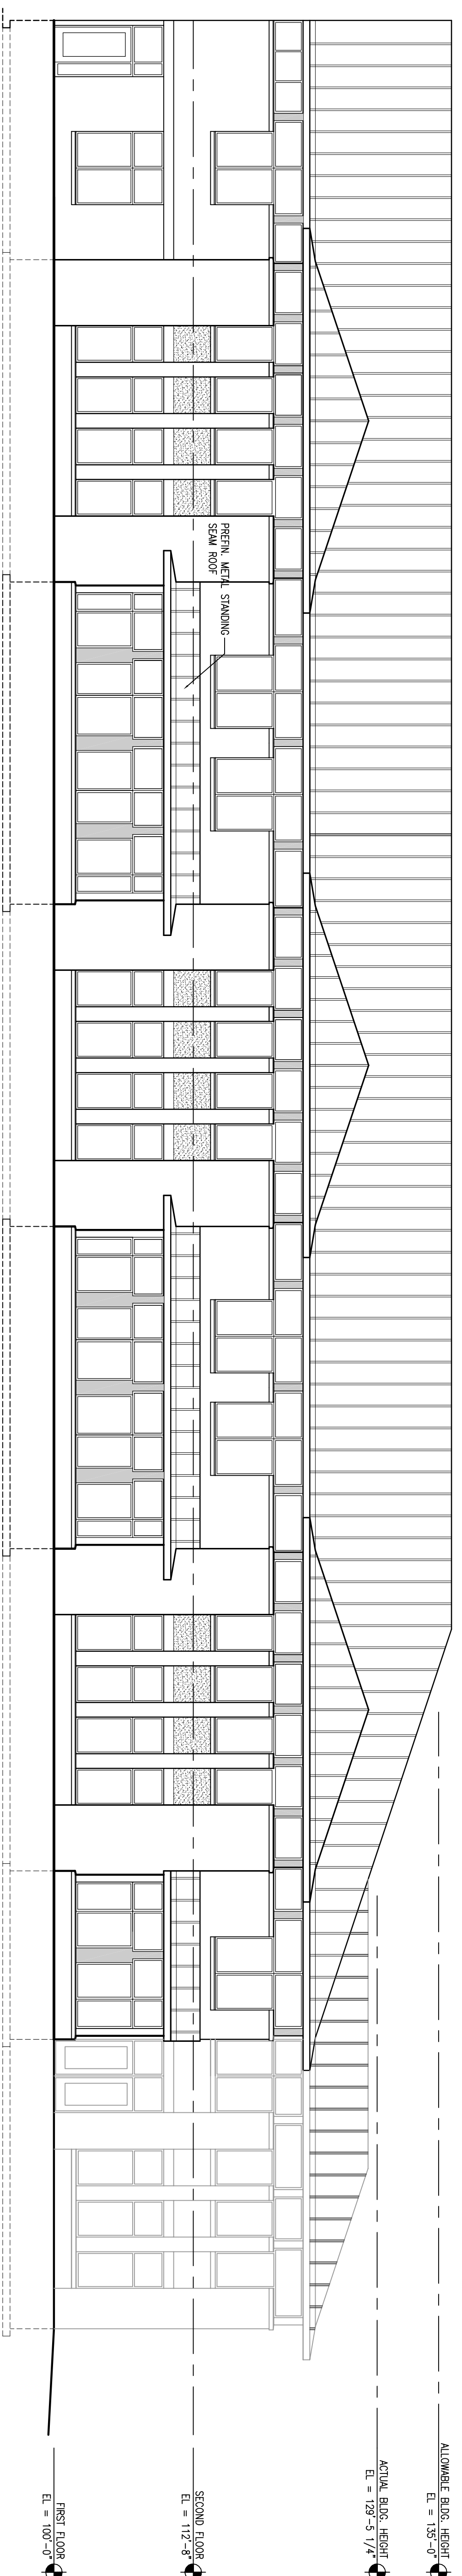 PREFIN. METAL STANDING
SEAM ROOF
ALLOWABLE BLDG. HEIGHT
EL = 135'-0"
ACTUAL BLDG. HEIGHT
EL = 129'-5 1/4"
SECOND FLOOR
EL = 112'-8"
FIRST FLOOR
EL = 100'-0"